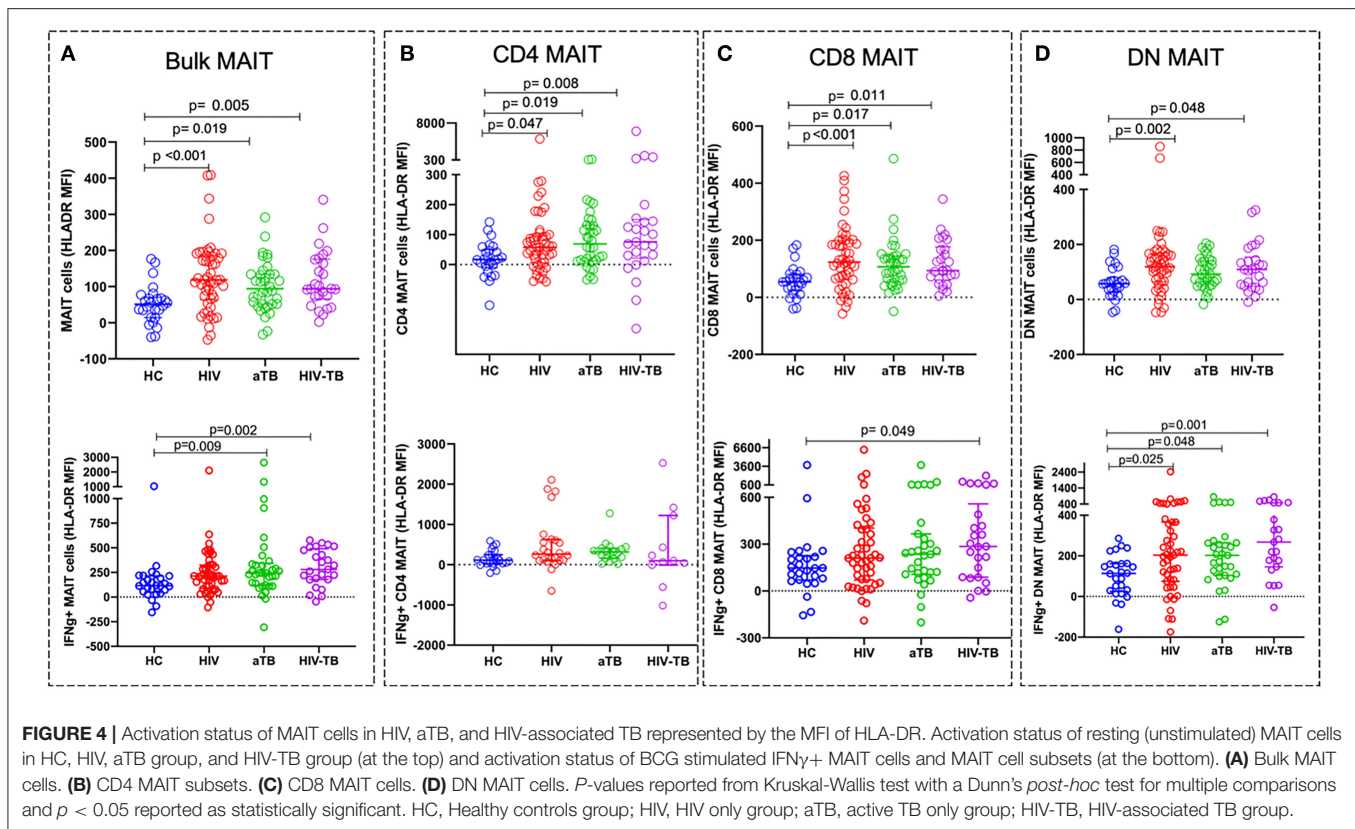 A
Bulk MAIT
p= 0.005
p= 0.019
p <0.001
MAIT cells (HLADR MFI)
500
400
300
200
100
0
-100
HC
HIV
aTB
HIV-TB
p= 0.002
p=0.009
IFNg+ MAIT cells (HLA-DR MFI)
3000
2000
1000
1000
750
500
250
0
-250
-500
HC
HIV
aTB
HIV-TB
B
CD4 MAIT
p= 0.008
p= 0.019
p= 0.047
CD4 MAIT cells (HLA-DR MFI)
8000
300
300
200
100
0
-100
-200
-300
HC
HIV
aTB
HIV-TB
IFNg+ CD4 MAIT (HLA-DR MFI)
3000
2000
1000
0
-1000
-2000
HC
HIV
aTB
HIV-TB
C
CD8 MAIT
p= 0.011
p= 0.017
p<0.001
CD8 MAIT cells (HLA-DR MFI)
600
400
200
0
-200
HC
HIV
aTB
HIV-TB
p= 0.049
IFNg+ CD8 MAIT (HLA-DR MFI)
6600
3600
600
600
300
0
-300
HC
HIV
aTB
HIV-TB
D
DN MAIT
p= 0.048
p= 0.002
DN MAIT cells (HLA-DR MFI)
1000
800
600
400
400
200
0
-200
HC
HIV
aTB
HIV-TB
p= 0.001
p= 0.048
p=0.025
IFNg+ DN MAIT (HLA-DR MFI)
2400
1400
400
400
200
0
-200
HC
HIV
aTB
HIV-TB
FIGURE 4 | Activation status of MAIT cells in HIV, aTB, and HIV-associated TB represented by the MFI of HLA-DR. Activation status of resting (unstimulated) MAIT cells
in HC, HIV, aTB group, and HIV-TB group (at the top) and activation status of BCG stimulated IFNγ+ MAIT cells and MAIT cell subsets (at the bottom). (A) Bulk MAIT
cells. (B) CD4 MAIT subsets. (C) CD8 MAIT cells. (D) DN MAIT cells. P-values reported from Kruskal-Wallis test with a Dunn's post-hoc test for multiple comparisons
and p < 0.05 reported as statistically significant. HC, Healthy controls group; HIV, HIV only group; aTB, active TB only group; HIV-TB, HIV-associated TB group.